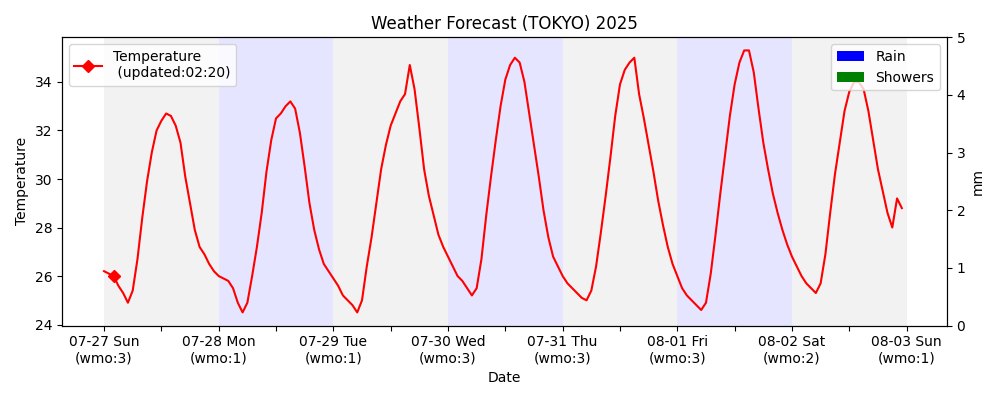 Weather Forecast (TOKYO) 2025
Temperature
(updated:02:20)
Rain
Showers
34
32
30
28
26
24
Temperature
5
4
3
2
1
0
mm
07-27 Sun
(wmo:3)
07-28 Mon
(wmo:1)
07-29 Tue
(wmo:1)
07-30 Wed
(wmo:3)
07-31 Thu
(wmo:3)
08-01 Fri
(wmo:3)
08-02 Sat
(wmo:2)
08-03 Sun
(wmo:1)
Date